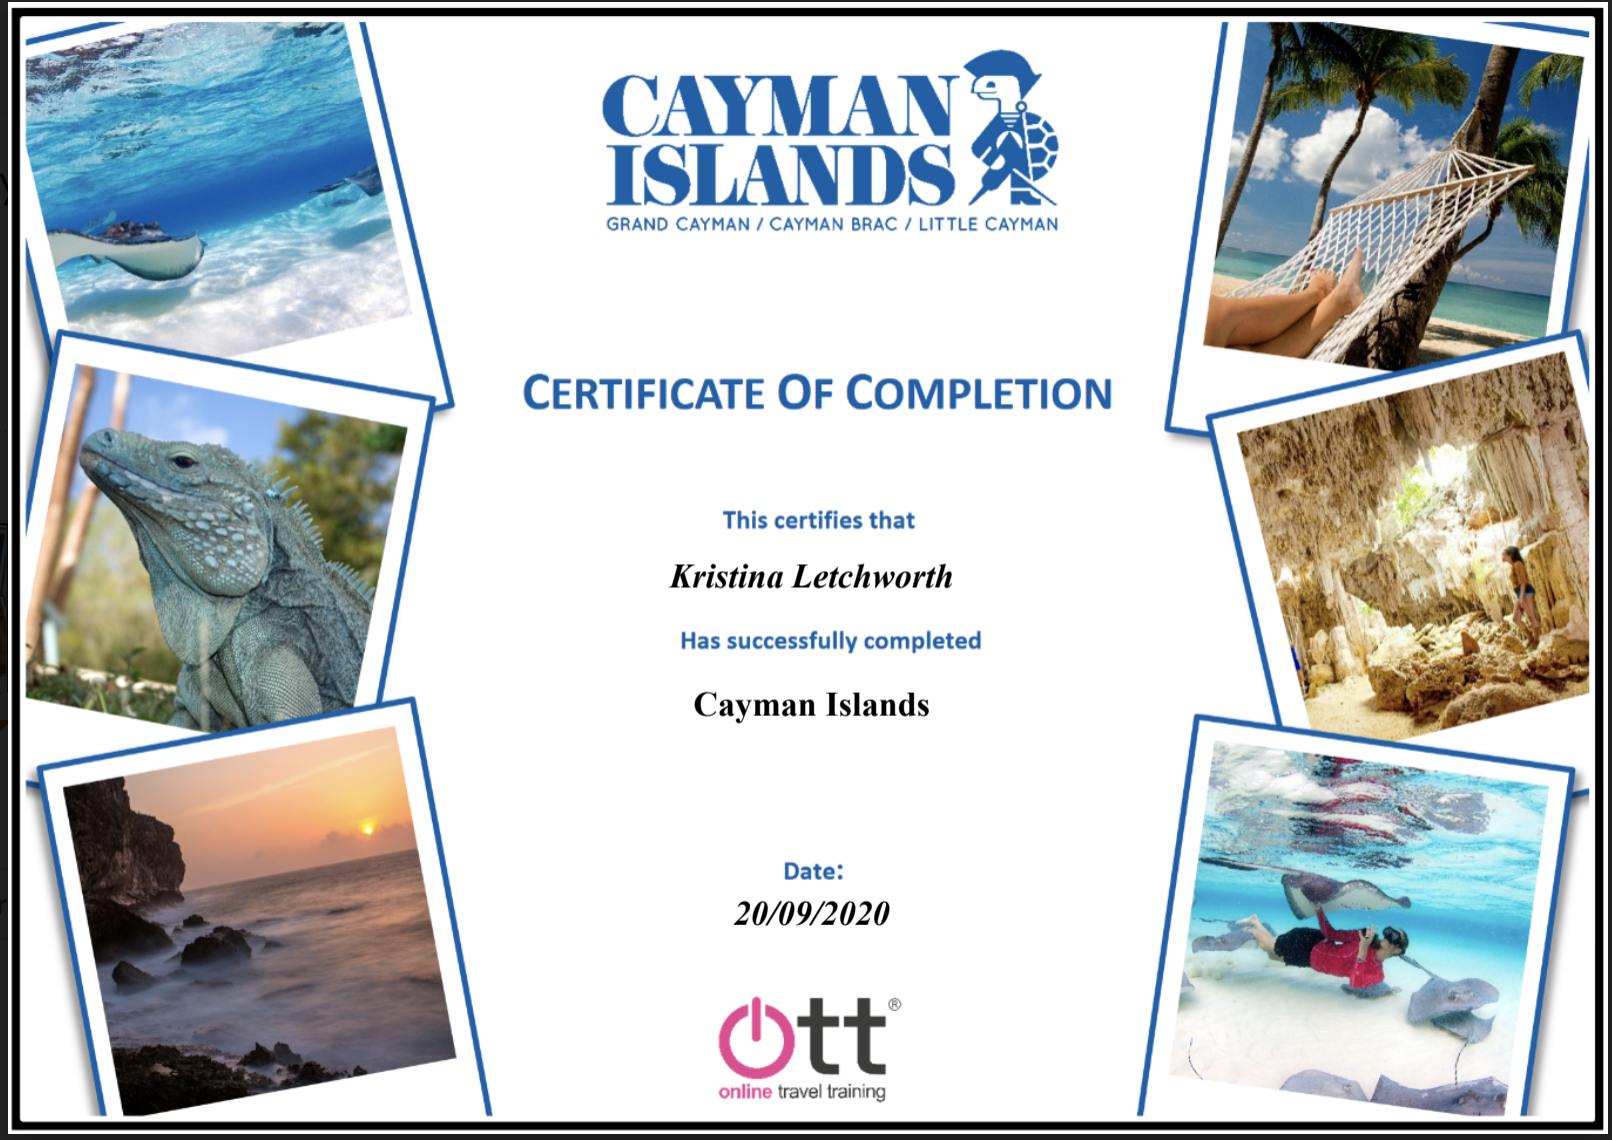 CAYMAN
ISLANDS
GRAND CAYMAN / CAYMAN BRAC / LITTLE CAYMAN
CERTIFICATE OF COMPLETION
This certifies that
Kristina Letchworth
Has successfully completed
Cayman Islands
Date:
20/09/2020
ott®
online travel training